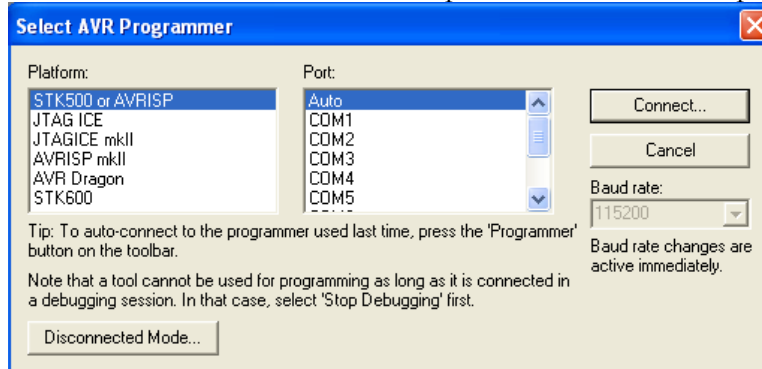 Select AVR Programmer
Platform:
STK500 or AVRISP
JTAG ICE
JTAGICE mkII
AVRISP mkII
AVR Dragon
STK600
Port:
Auto
COM1
COM2
COM3
COM4
COM5
Connect...
Cancel
Baud rate:
115200
Baud rate changes are
active immediately.
Tip: To auto-connect to the programmer used last time, press the 'Programmer'
button on the toolbar.
Note that a tool cannot be used for programming as long as it is connected in
a debugging session. In that case, select 'Stop Debugging' first.
Disconnected Mode...